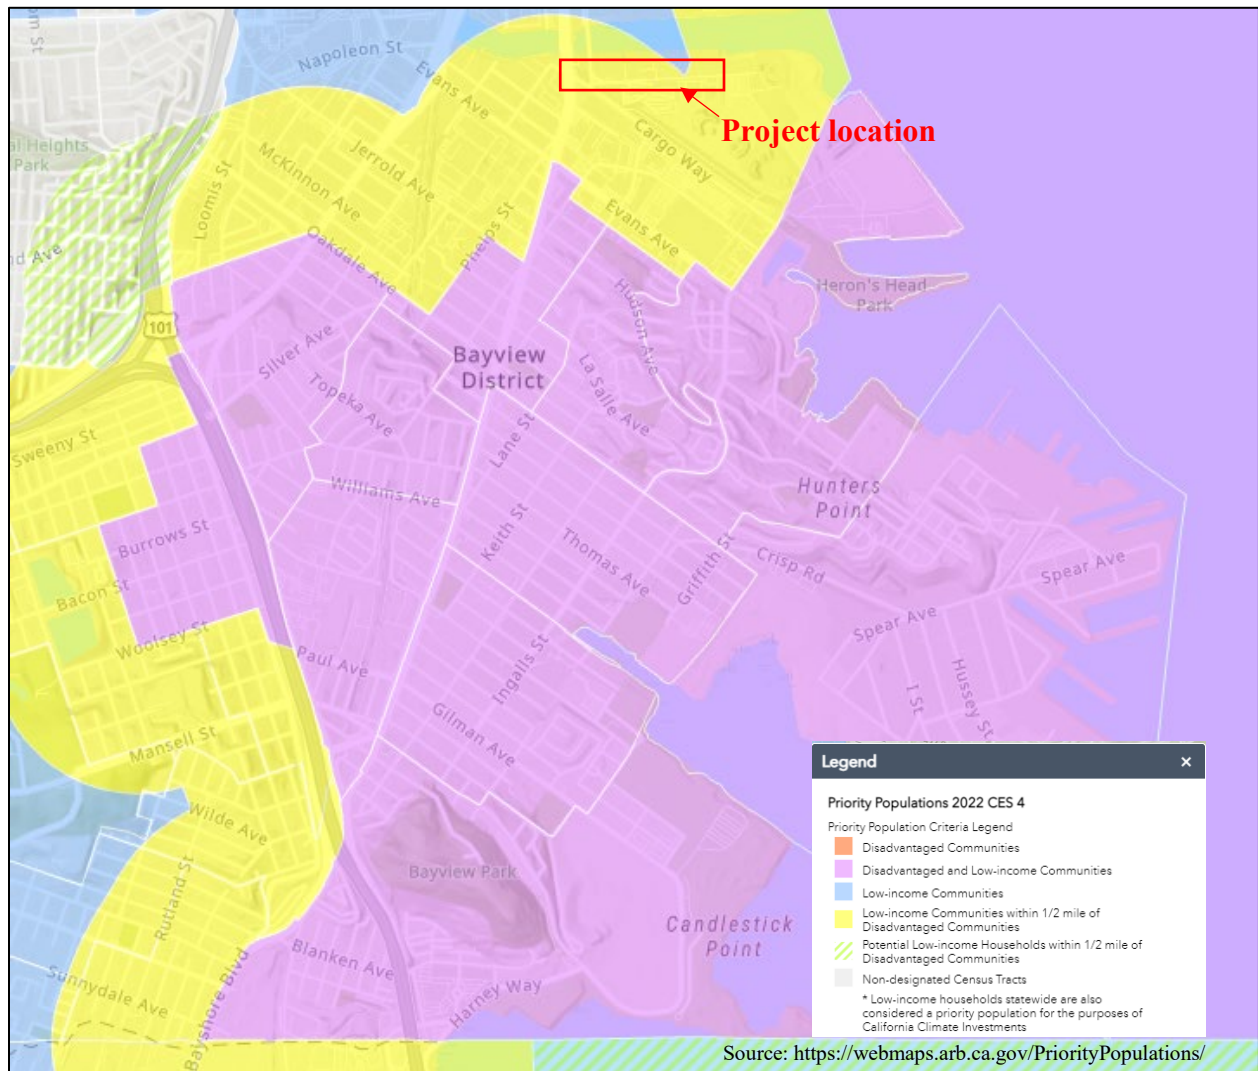 om St
Napoleon St
Evans Ave
Project location
al Heights
Park
Cargo Way
Jerrold Ave
McKinnon Ave
Loomis St
Evans Ave
Phelps St
Oakdale Ave
nd Ave
Heron's Head
Park
Hudson Ave
101
Silver Ave
Bayview
District
La Salle Ave
Topeka Ave
Sweeny St
Lane St
Williams Ave
Hunters
Point
Keith St
Burrows St
Thomas Ave
Griffith St
Crisp Rd
Spear Ave
Bacon St
Spear Ave
Woolsey St
Paul Ave
Ingalls St
I St
Hussey St
Gilman Ave
Mansell St
Wilde Ave
Bayview Park
Rutland St
Candlestick
Point
Blanken Ave
Sunnydale Ave
Bayshore Blvd
Harney Way
Legend ×
Priority Populations 2022 CES 4
Priority Population Criteria Legend
Disadvantaged Communities
Disadvantaged and Low-income Communities
Low-income Communities
Low-income Communities within 1/2 mile of
Disadvantaged Communities
Potential Low-income Households within 1/2 mile of
Disadvantaged Communities
Non-designated Census Tracts
* Low-income households statewide are also
considered a priority population for the purposes of
California Climate Investments
Source: https://webmaps.arb.ca.gov/PriorityPopulations/